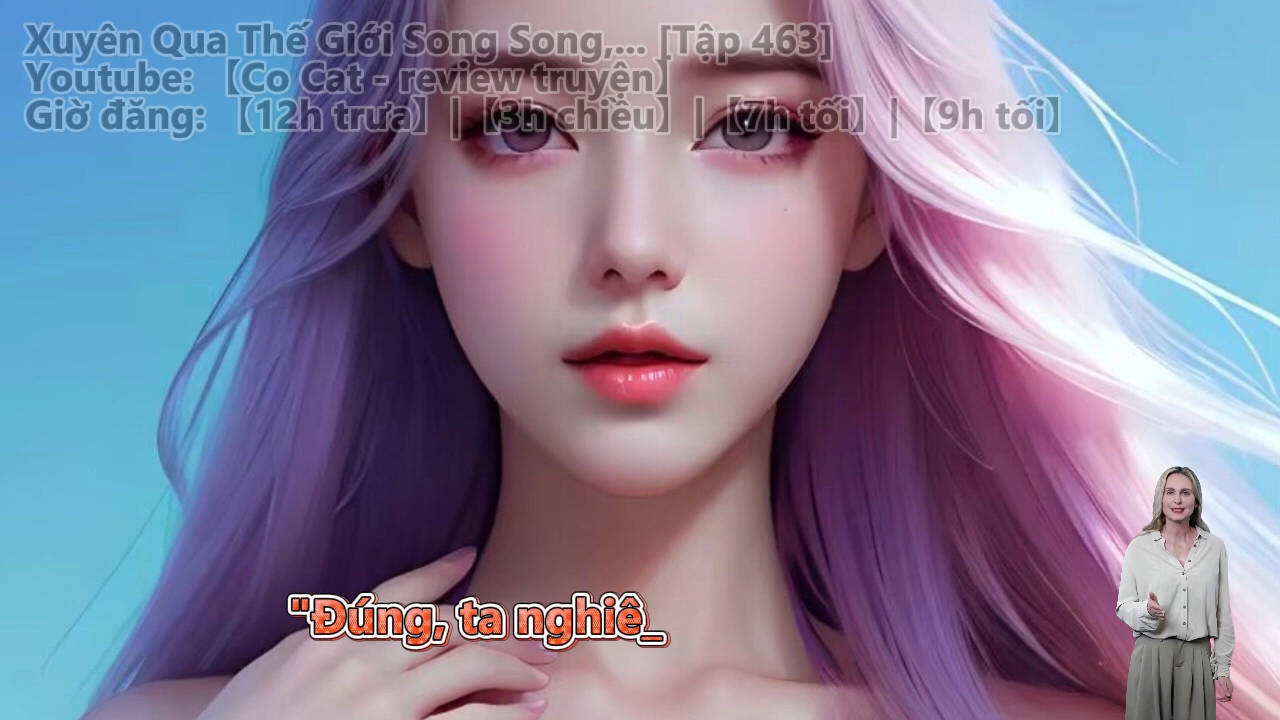 Xuyên Qua Thế Giới Song Song,... [Tập 463]
Youtube: 【Co Cat - review truyện】
Giờ đăng: 【12h trưa】 | 【3h chiều】 | 【7h tối】 | 【9h tối】
"Đúng, ta nghiê_